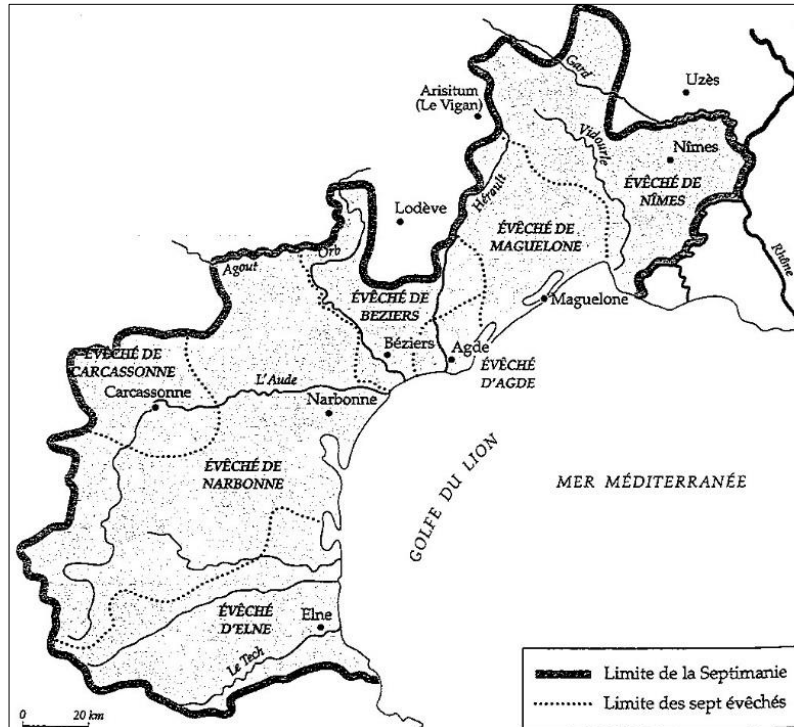 Gard
Uzès
Arisitum
(Le Vigan)
Vidourle
Nîmes
ÉVÊCHÉ DE
NÎMES
Hérault
Lodève
ÉVÊCHÉ DE
MAGUELONE
Rhône
Orb
Agout
Maguelone
ÉVÊCHÉ DE
BEZIERS
Béziers
Agde
ÉVÊCHÉ
D'AGDE
ÉVÊCHÉ DE
CARCASSONNE
Carcassonne
L'Aude
Narbonne
ÉVÊCHÉ DE
NARBONNE
GOLFE DU LION
MER MÉDITERRANÉE
ÉVÊCHÉ
D'ELNE
Elne
Le Tech
Limite de la Septimanie
Limite des sept évêchés
0 20 km